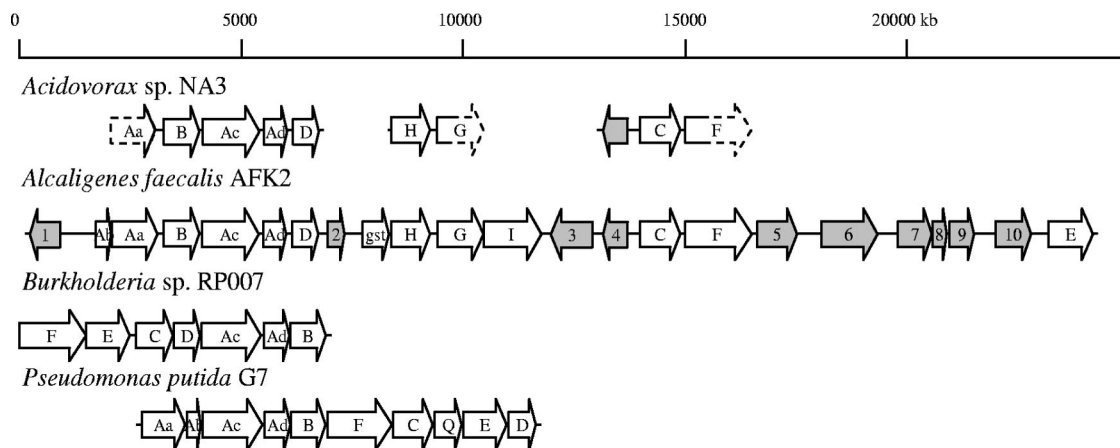 0 5000 10000 15000 20000 kb
Acidovorax sp. NA3
Aa B Ac Ad D H G C F
Alcaligenes faecalis AFK2
1 Ab Aa B Ac Ad D 2 gst H G I 3 4 C F 5 6 7 8 9 10 E
Burkholderia sp. RP007
F E C D Ac Ad B
Pseudomonas putida G7
Aa Ab Ac Ad B F C Q E D